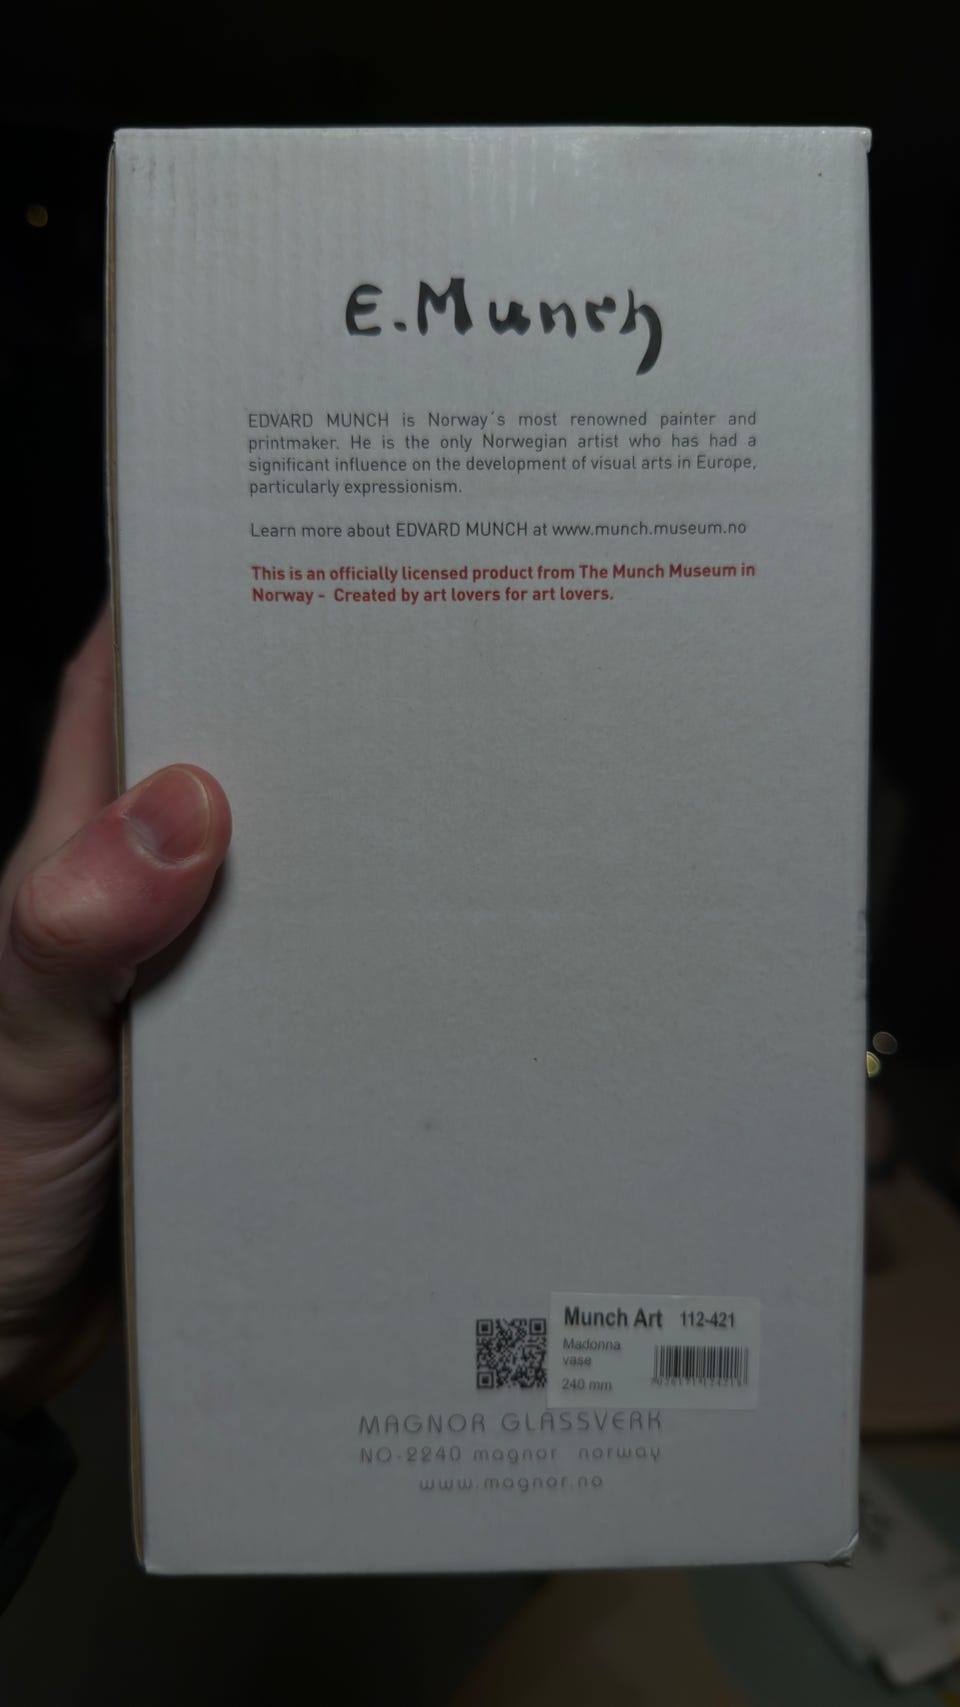 E. Munch
EDVARD MUNCH is Norway´s most renowned painter and
printmaker. He is the only Norwegian artist who has had a
significant influence on the development of visual arts in Europe,
particularly expressionism.
Learn more about EDVARD MUNCH at www.munch.museum.no
This is an officially licensed product from The Munch Museum in
Norway - Created by art lovers for art lovers.
Munch Art 112-421
Madonna
vase
240 mm
MAGNOR GLASSVERK
NO-2240 magnor norway
www.magnor.no